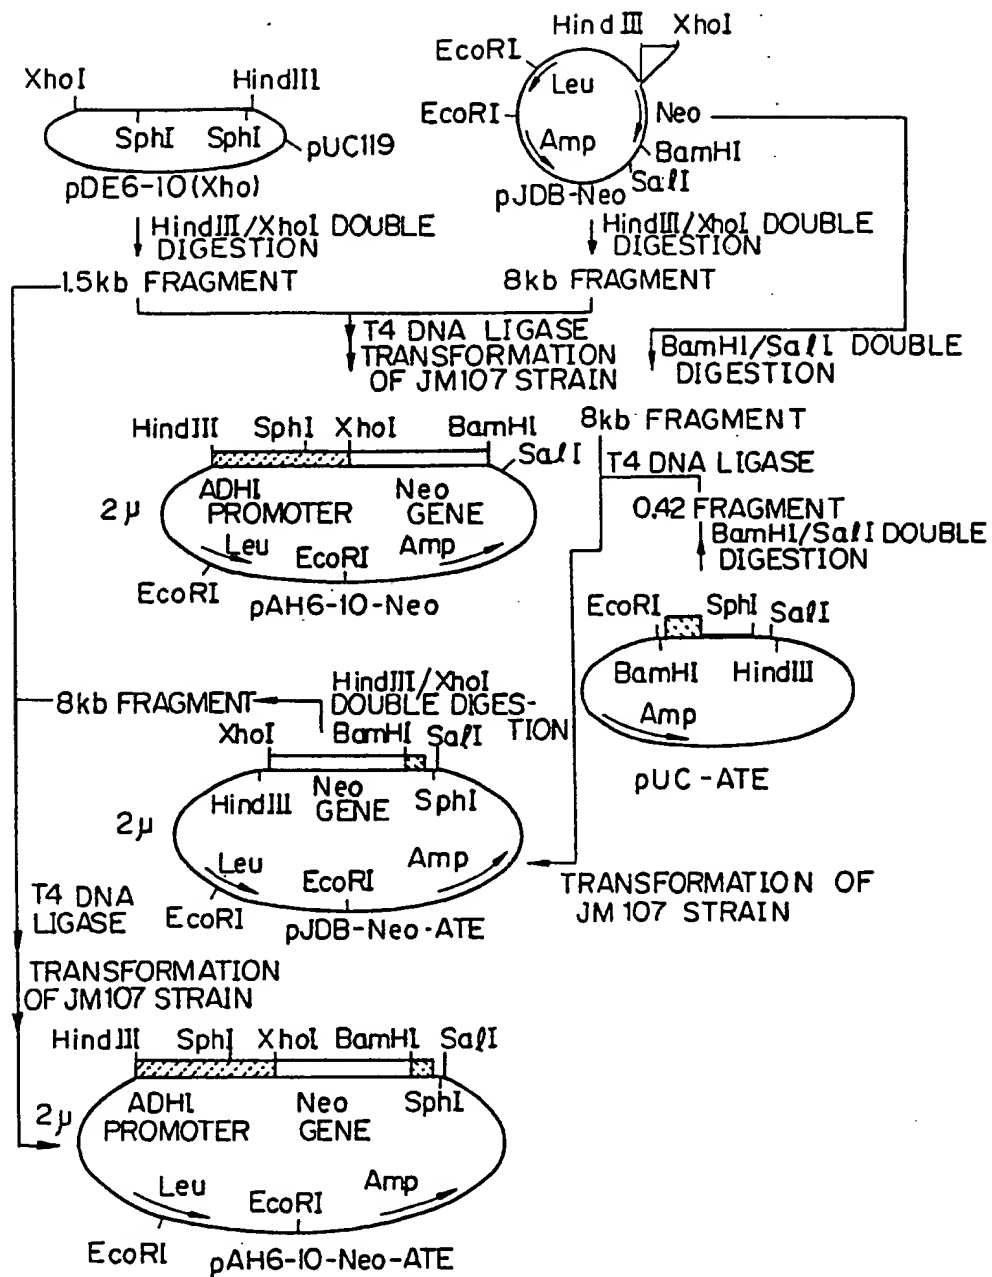 XhoI
HindIII
SphI
SphI
pUC119
pDE6-10(Xho)
HindIII/XhoI DOUBLE
DIGESTION
1.5kb FRAGMENT
HindIII
XhoI
EcoRI
Leu
EcoRI
Neo
Amp
BamHI
SalI
pJDB-Neo
HindIII/XhoI DOUBLE
DIGESTION
8kb FRAGMENT
T4 DNA LIGASE
TRANSFORMATION
OF JM107 STRAIN
BamHI/SalI DOUBLE
DIGESTION
8kb FRAGMENT
T4 DNA LIGASE
0.42 FRAGMENT
BamHI/SalI DOUBLE
DIGESTION
HindIII
SphI
XhoI
BamHI
SalI
2μ
ADHI
PROMOTER
Neo
GENE
Leu
EcoRI
Amp
EcoRI
pAH6-10-Neo
EcoRI
SphI
SalI
BamHI
HindIII
Amp
pUC-ATE
8kb FRAGMENT
HindIII/XhoI
DOUBLE DIGES-
TION
XhoI
BamHI
SalI
HindIII
Neo
GENE
SphI
2μ
Leu
EcoRI
Amp
EcoRI
pJDB-Neo-ATE
TRANSFORMATION OF
JM107 STRAIN
T4 DNA
LIGASE
TRANSFORMATION
OF JM107 STRAIN
HindIII
SphI
XhoI
BamHI
SalI
2μ
ADHI
PROMOTER
Neo
GENE
SphI
Leu
EcoRI
Amp
EcoRI
pAH6-10-Neo-ATE